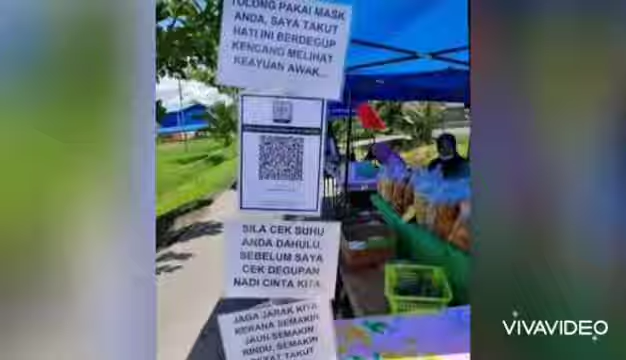 TOLONG PAKAI MASK
ANDA, SAYA TAKUT
HATI INI BERDEGUP
KENCANG MELIHAT
KEAYUAN AWAK...
SILA CEK SUHU
ANDA DAHULU,
SEBELUM SAYA
CEK DEGUPAN
NADI CINTA KITA
JAGA JARAK KITA
KERANA SEMAKIN
JAUH SEMAKIN
RINDU, SEMAKIN
TAKUT
VIVAVIDEO